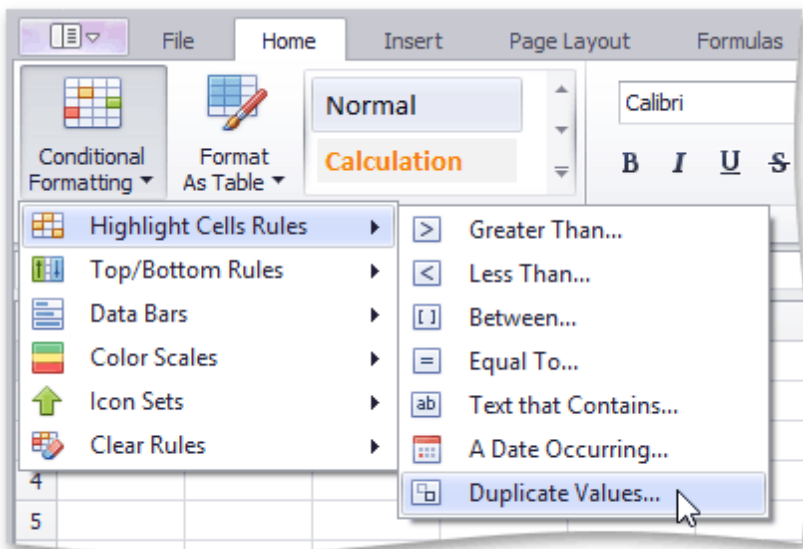 File Home Insert Page Layout Formulas
Normal
Calibri
Conditional
Formatting
Format
As Table
Calculation
B I U S
Highlight Cells Rules
Top/Bottom Rules
Data Bars
Color Scales
Icon Sets
Clear Rules
> Greater Than...
< Less Than...
[ ] Between...
= Equal To...
ab Text that Contains...
A Date Occurring...
Duplicate Values...
4
5